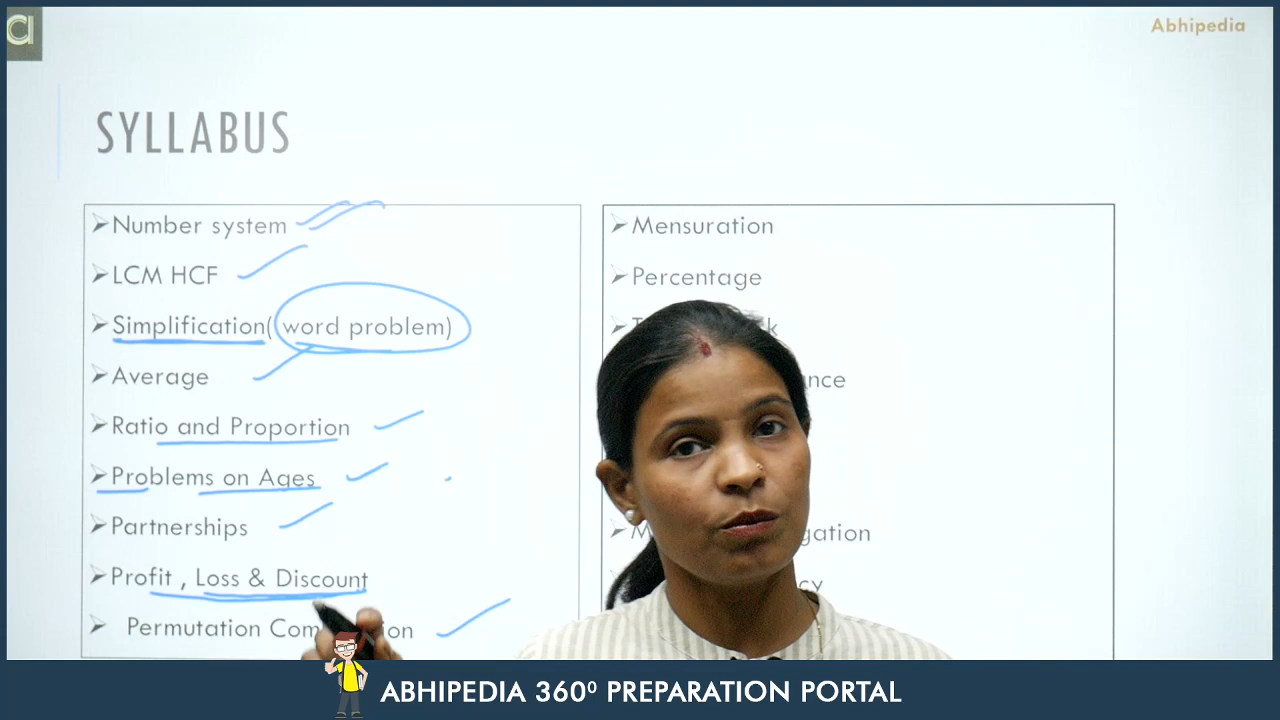 a
Abhipedia
SYLLABUS
Number system
LCM HCF
Simplification( word problem)
Average
Ratio and Proportion
Problems on Ages
Partnerships
Profit , Loss & Discount
Permutation
Mensuration
Percentage
ABHIPEDIA 360⁰ PREPARATION PORTAL